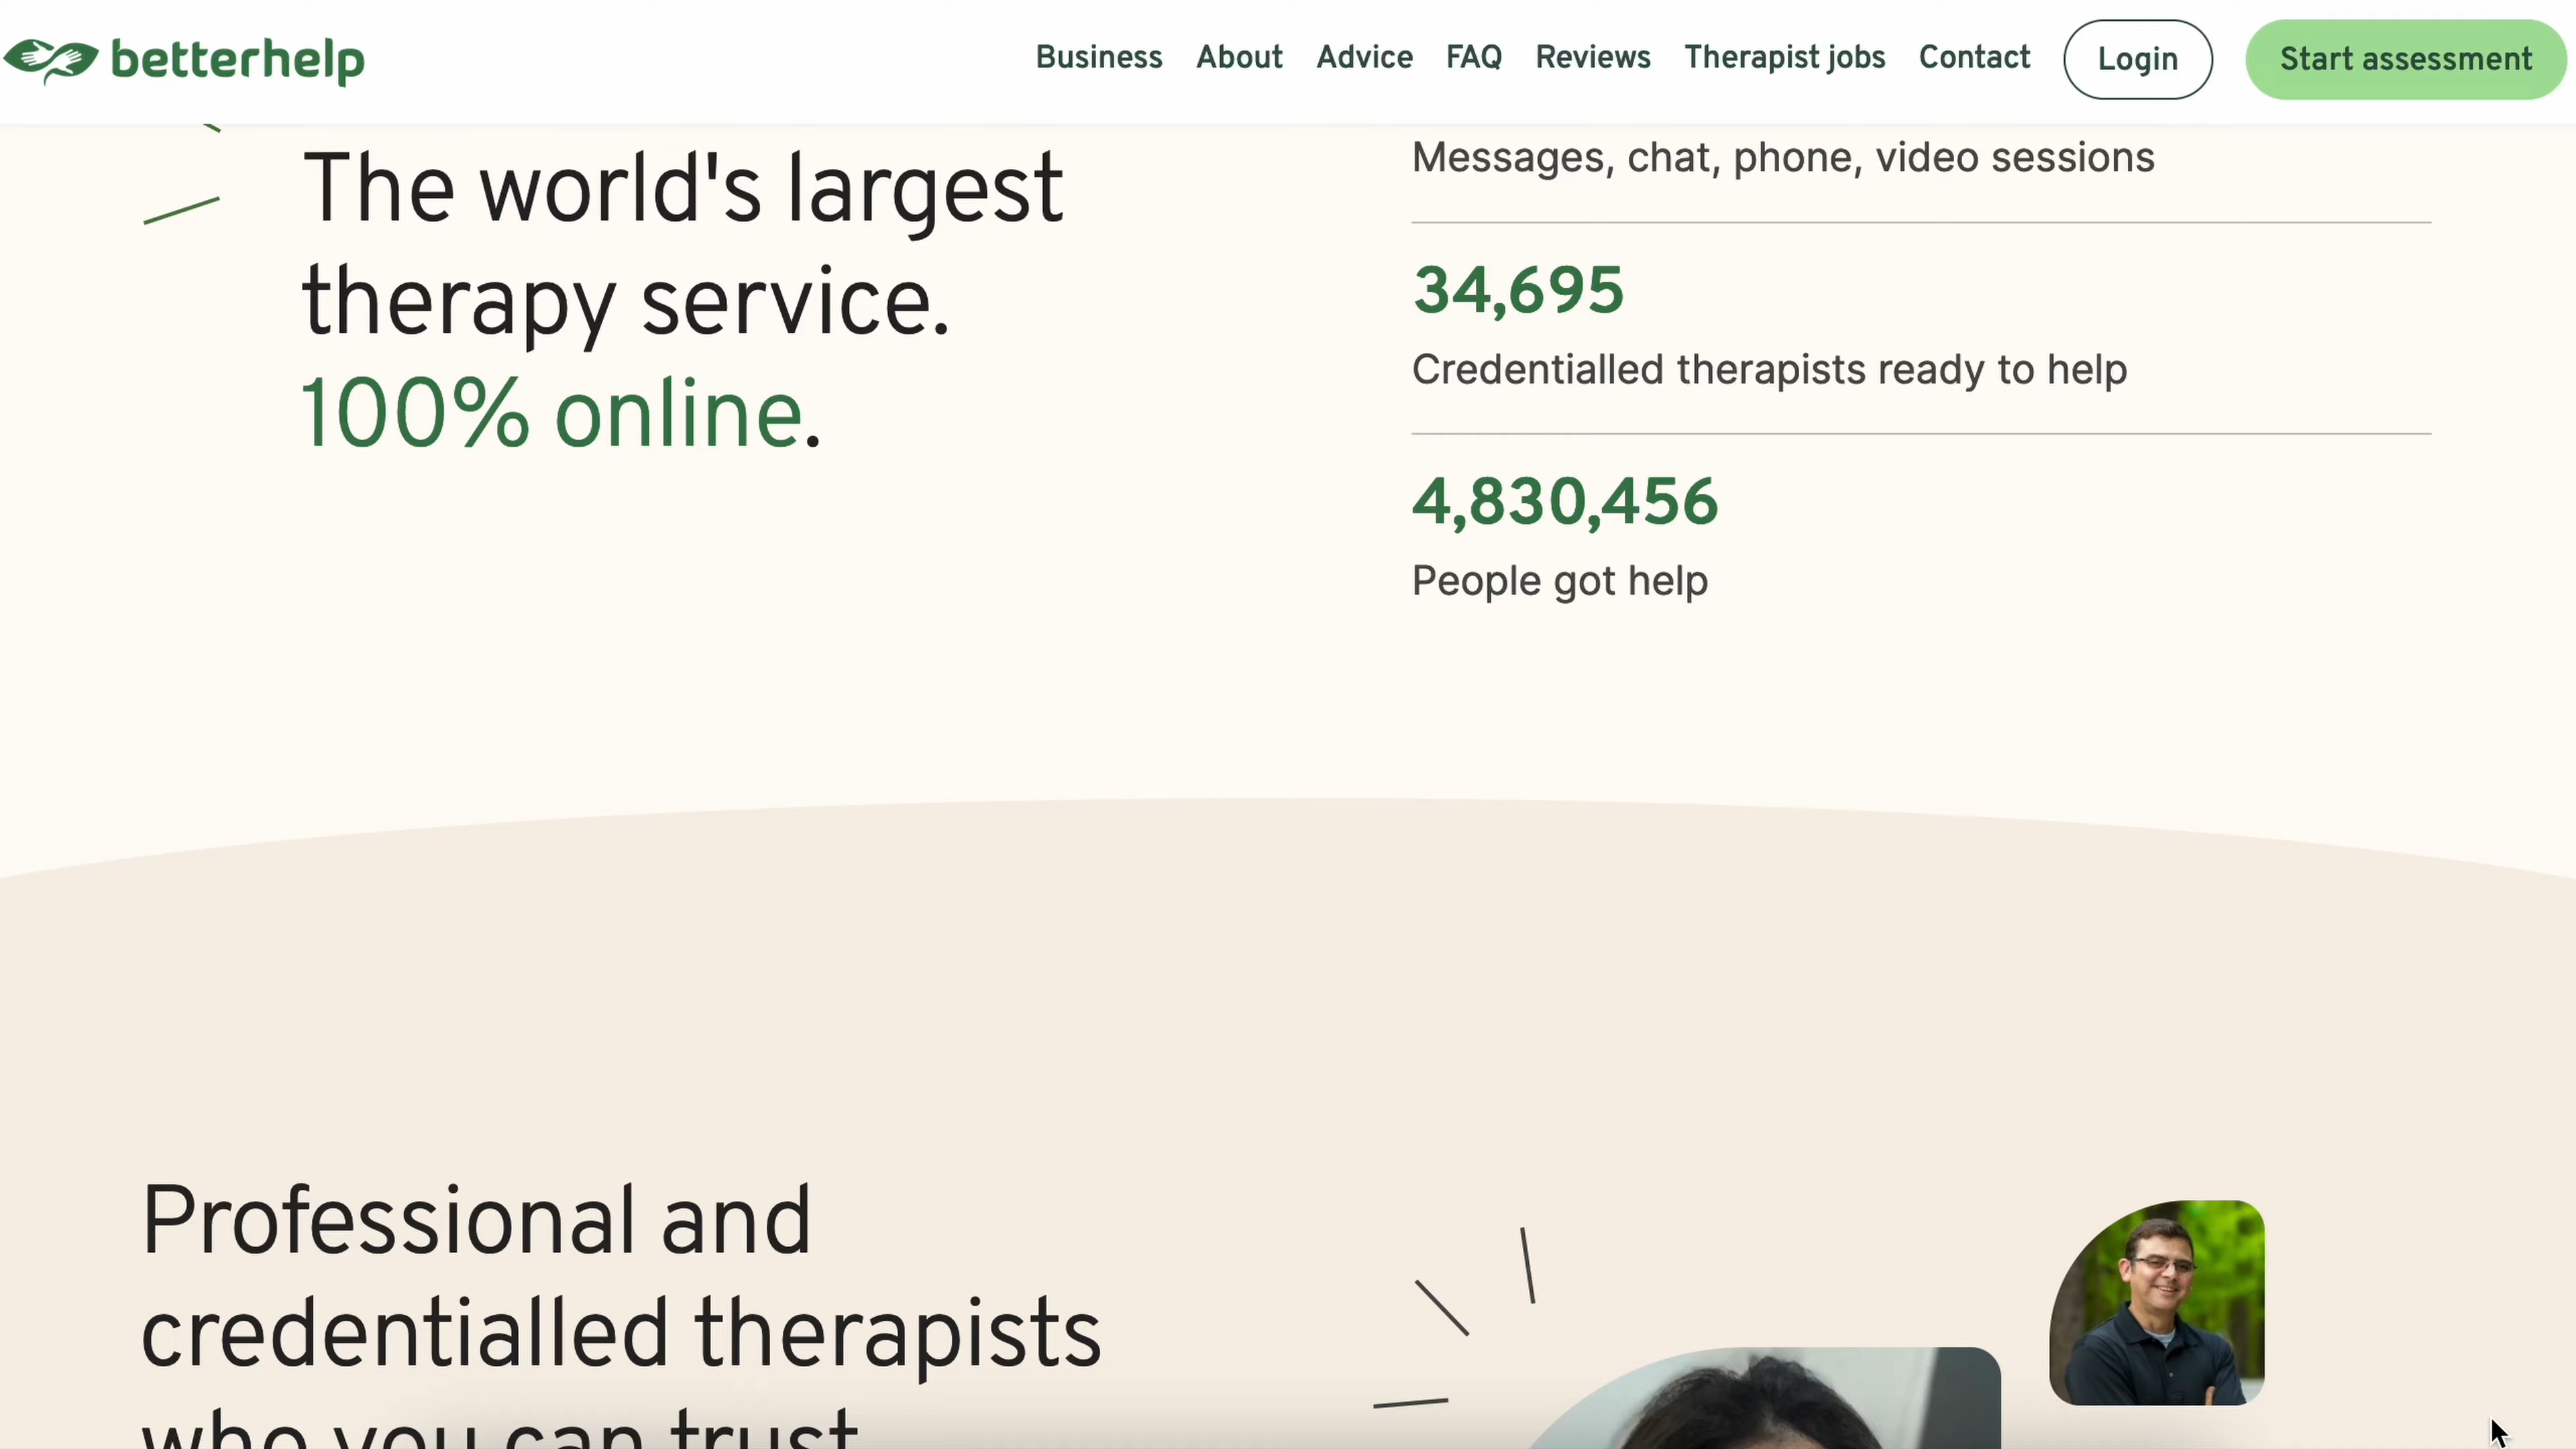 betterhelp
Business About Advice FAQ Reviews Therapist jobs Contact Login Start assessment
The world's largest
therapy service.
100% online.
Messages, chat, phone, video sessions
34,695
Credentialled therapists ready to help
4,830,456
People got help
Professional and
credentialled therapists
who you can trust